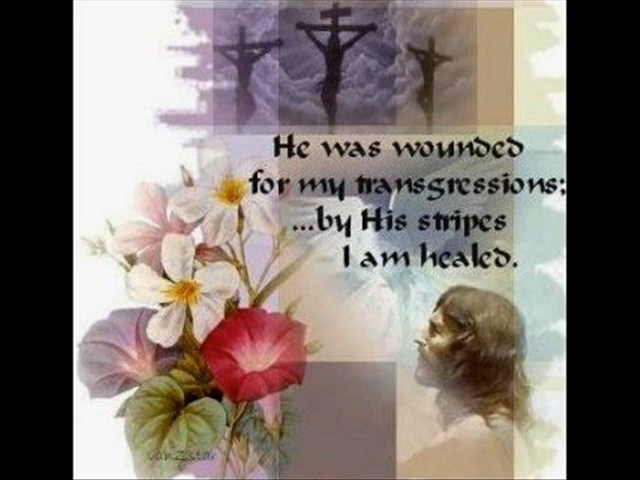 He was wounded
for my transgressions;
...by His stripes
I am healed.